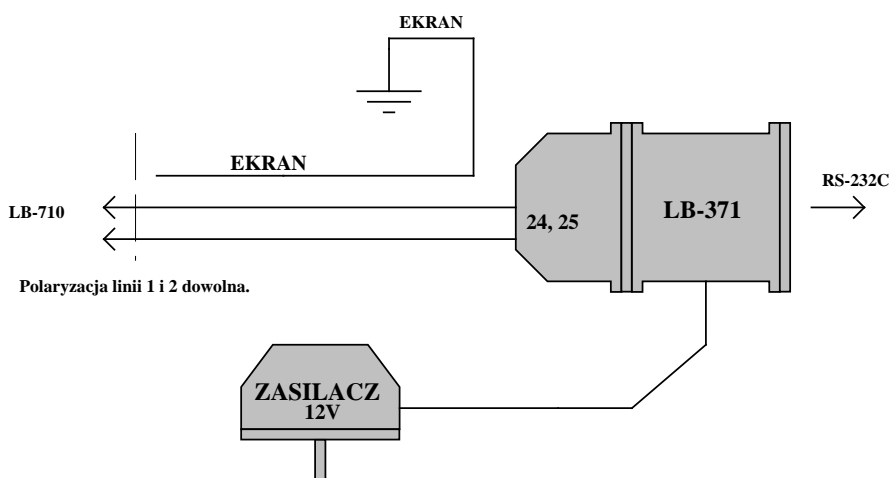 EKRAN
EKRAN
RS-232C
LB-710
24, 25
LB-371
Polaryzacja linii 1 i 2 dowolna.
ZASILACZ
12V